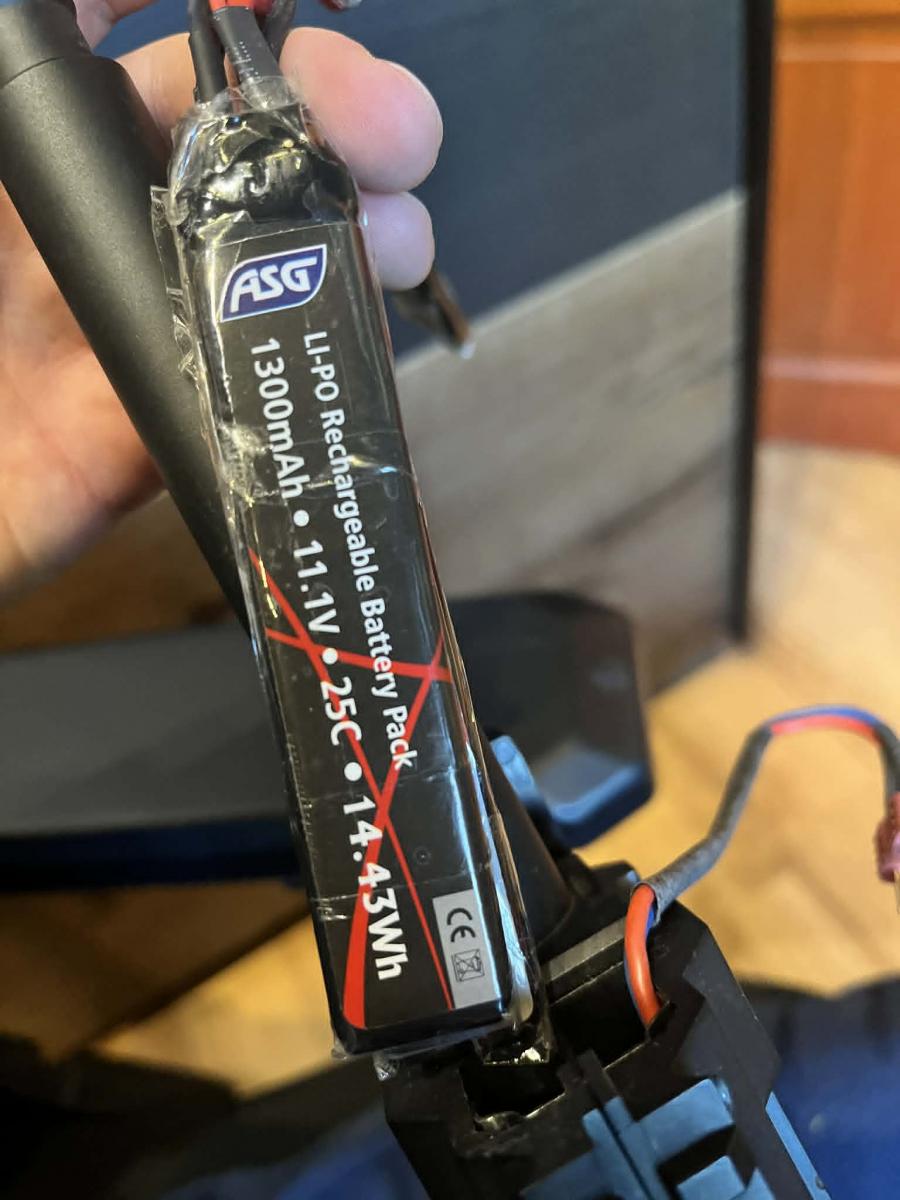 ASG
LI-PO Rechargeable Battery Pack
1300mAh • 11.1V • 25C • 14.43Wh
CE